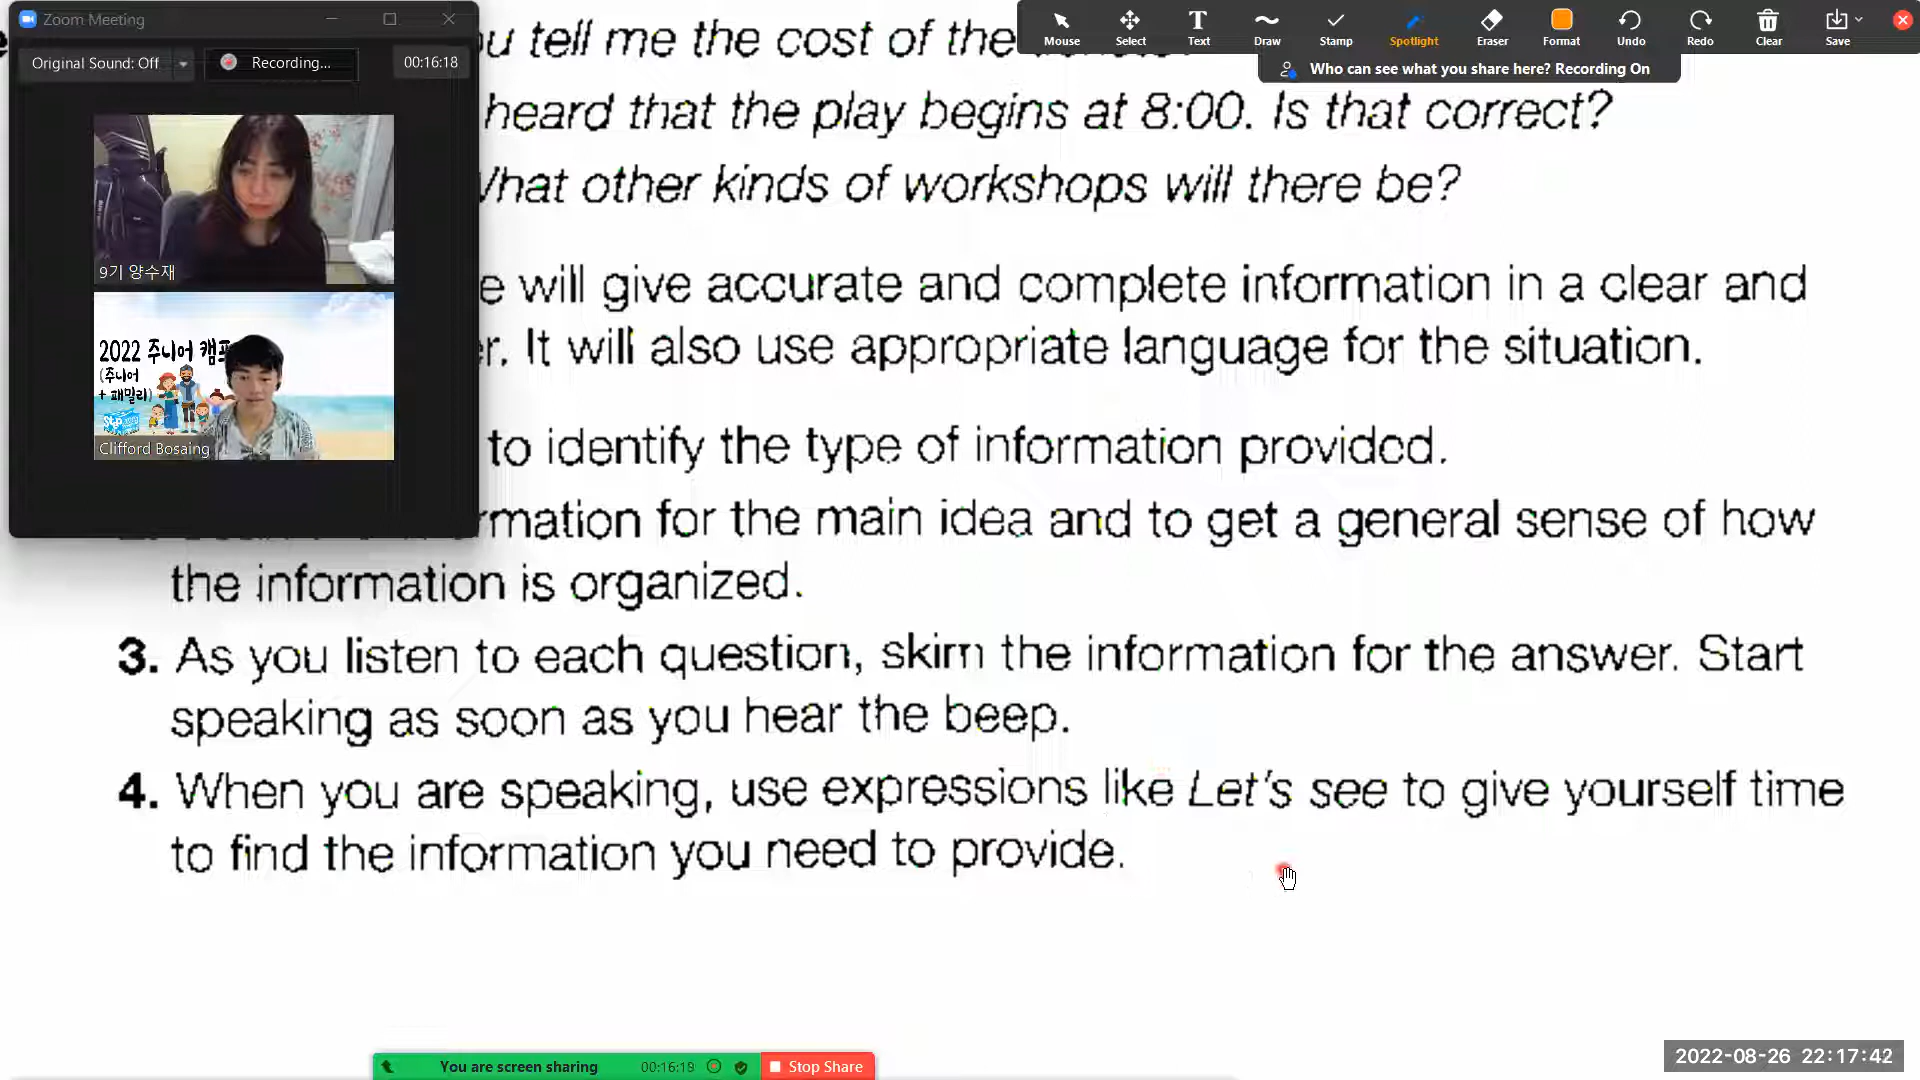 Zoom Meeting
Original Sound: Off
Recording...
00:16:18
9기 양수재
2022 주니어 캠프
(주니어
+ 패밀리)
Clifford Bosaing
Mouse
Select
Text
Draw
Stamp
Spotlight
Eraser
Format
Undo
Redo
Clear
Save
Who can see what you share here? Recording On
u tell me the cost of the
heard that the play begins at 8:00. Is that correct?
hat other kinds of workshops will there be?
e will give accurate and complete information in a clear and
r. It will also use appropriate language for the situation.
to identify the type of information provided.
rmation for the main idea and to get a general sense of how
the information is organized.
3. As you listen to each question, skim the information for the answer. Start
speaking as soon as you hear the beep.
4. When you are speaking, use expressions like Let's see to give yourself time
to find the information you need to provide.
You are screen sharing
00:16:18
Stop Share
2022-08-26 22:17:42